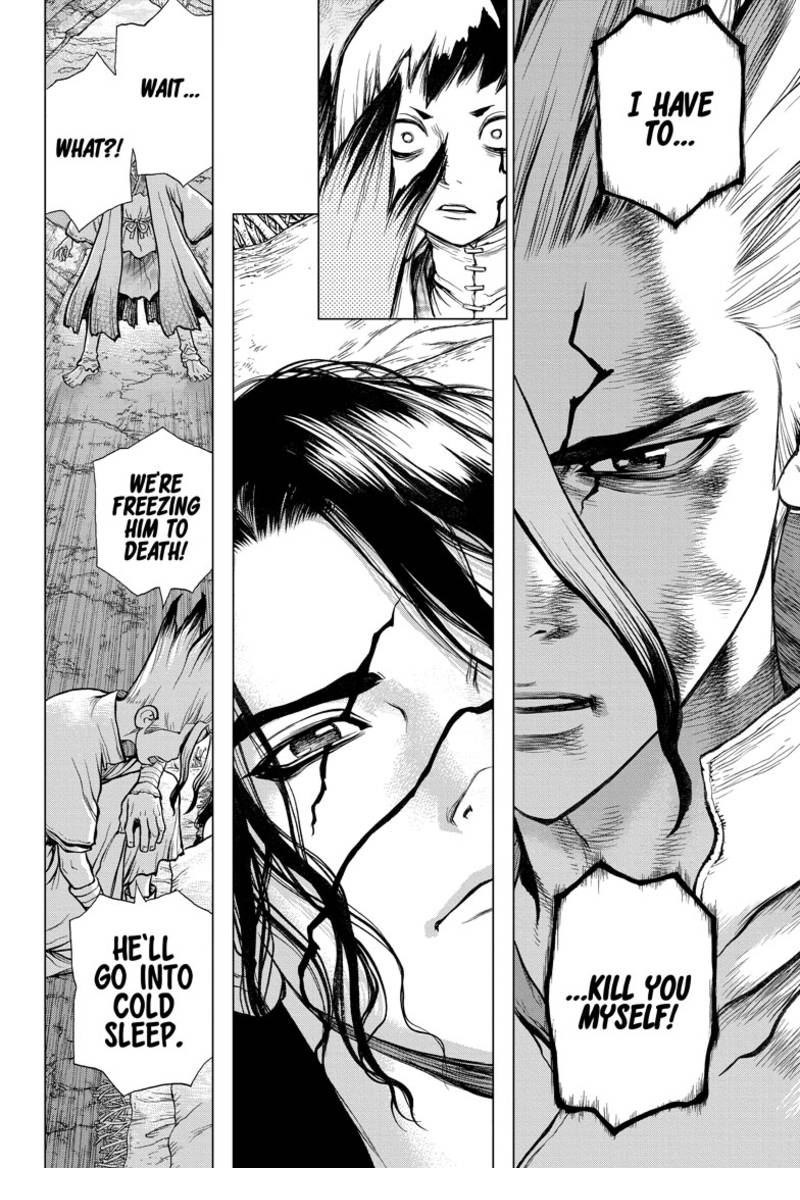 I HAVE
TO...
...KILL YOU
MYSELF!
WAIT...
WHAT?!
WE'RE
FREEZING
HIM TO
DEATH!
HE'LL
GO INTO
COLD
SLEEP.